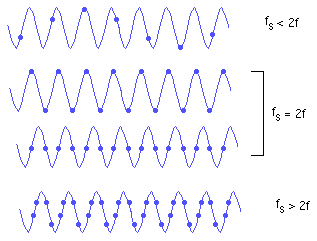 fs < 2f
fs = 2f
fs > 2f